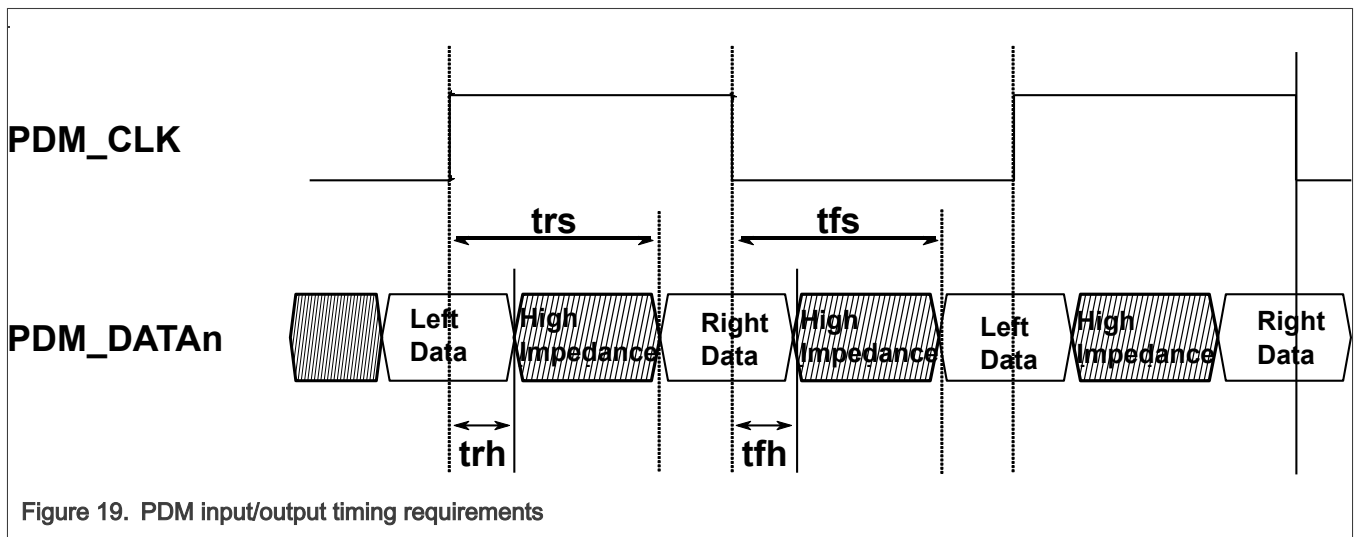 PDM_CLK
trs
tfs
PDM_DATAn
Left
Data
High
Impedance
Right
Data
High
Impedance
Left
Data
High
Impedance
Right
Data
trh
tfh
Figure 19. PDM input/output timing requirements